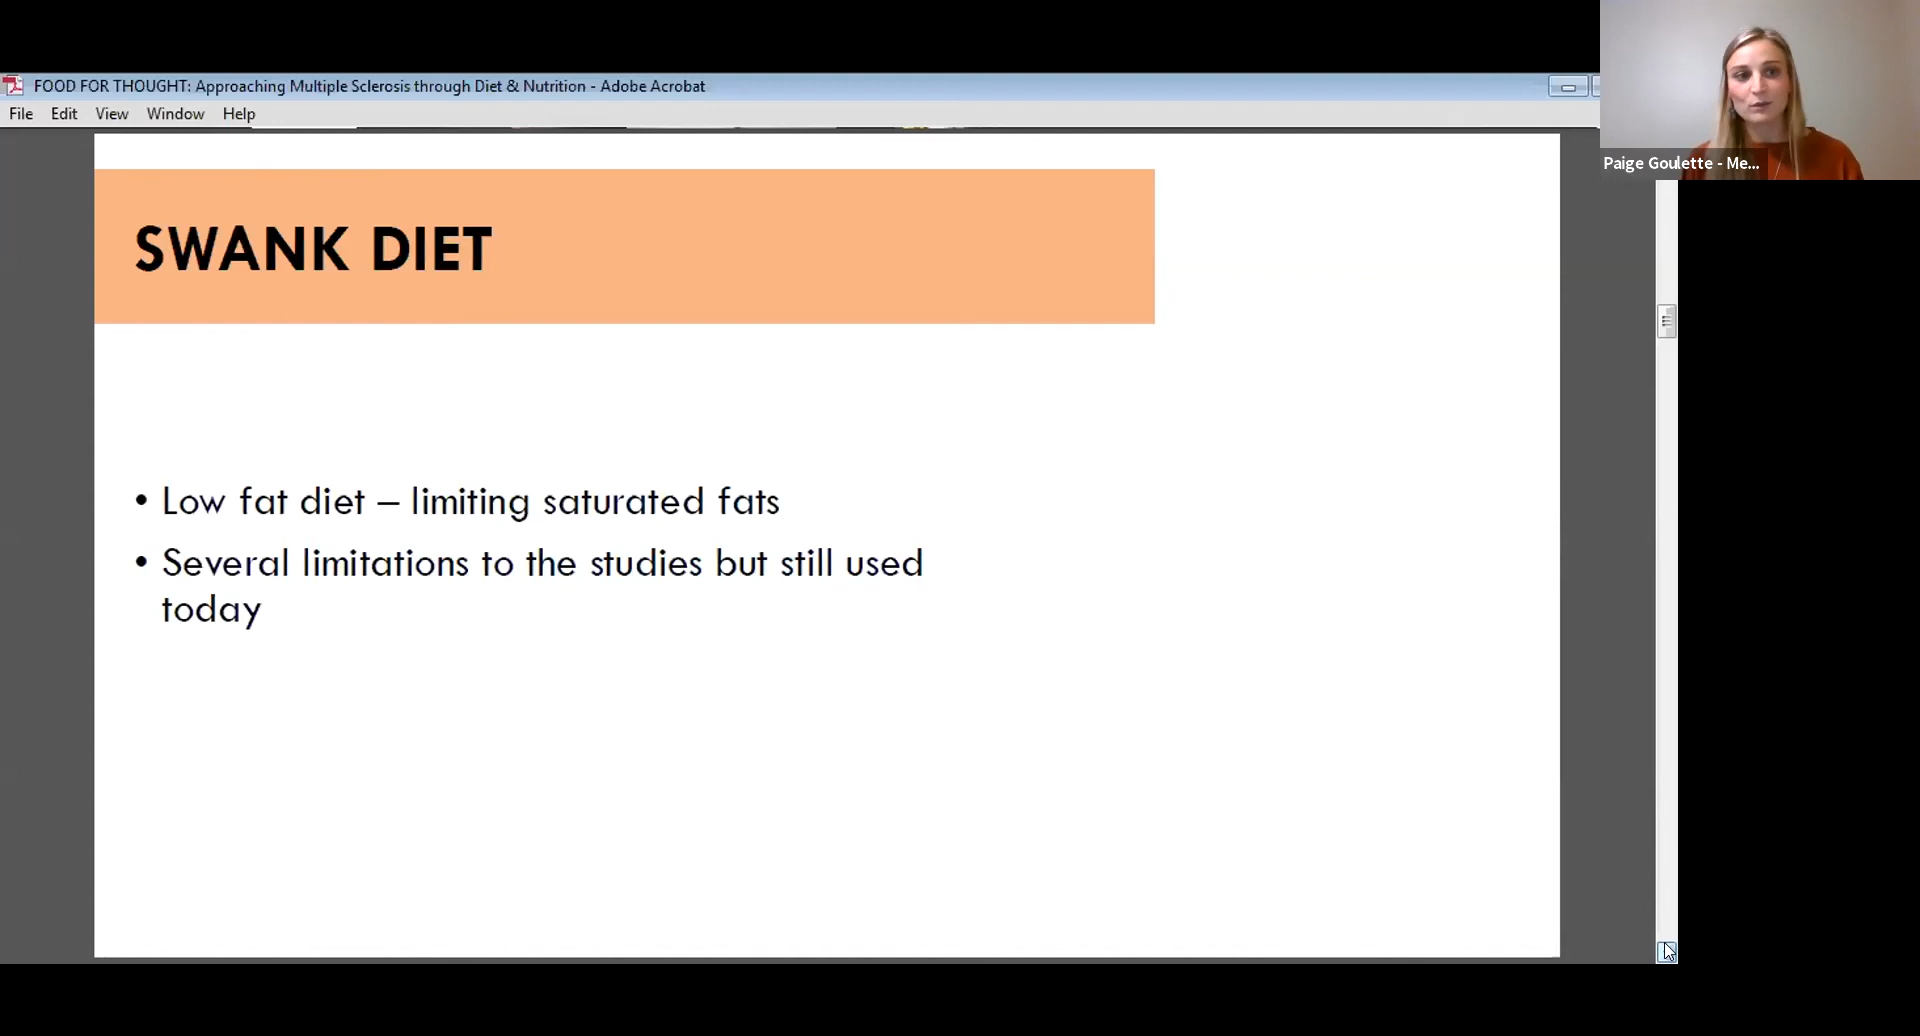 FOOD FOR THOUGHT: Approaching Multiple Sclerosis through Diet & Nutrition - Adobe Acrobat
File Edit View Window Help
Paige Goulette - Me...
SWANK DIET
• Low fat diet – limiting saturated fats
• Several limitations to the studies but still used
today